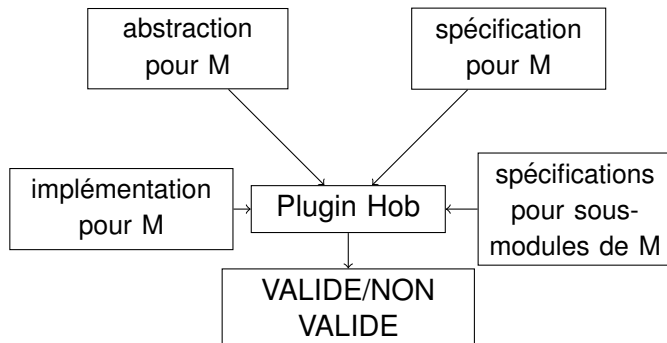 abstraction
pour M
spécification
pour M
implémentation
pour M
Plugin Hob
spécifications
pour sous-
modules de M
VALIDE/NON
VALIDE